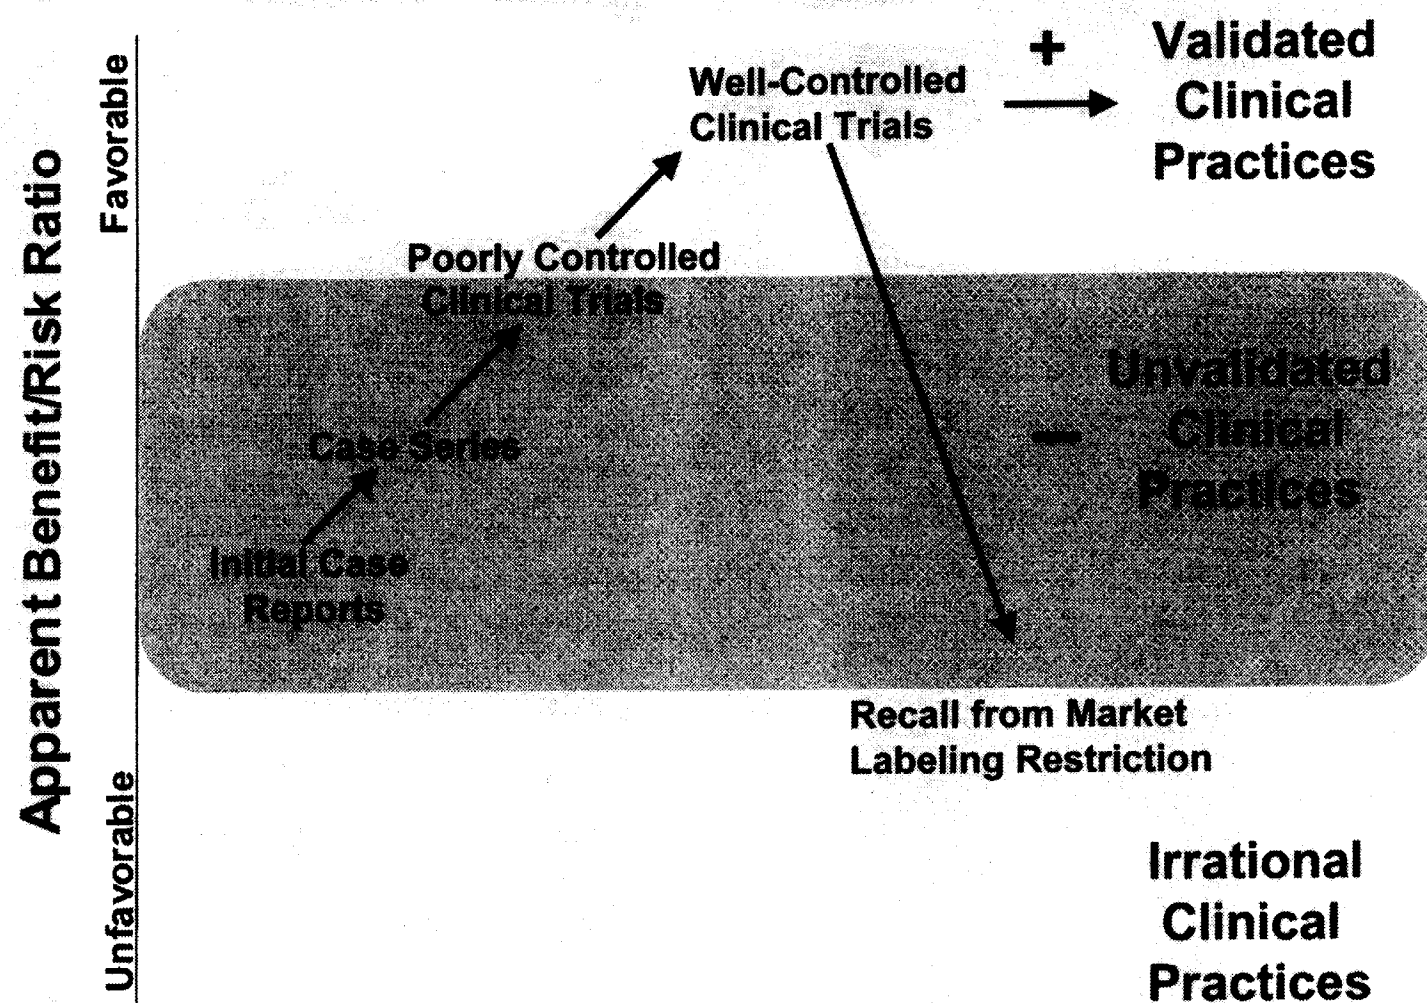 Apparent Benefit/Risk Ratio
Favorable
Unfavorable
Well-Controlled
Clinical Trials
+
Validated
Clinical
Practices
Poorly Controlled
Clinical Trials
Case Series
Initial Case
Reports
−
Unvalidated
Clinical
Practices
Recall from Market
Labeling Restriction
Irrational
Clinical
Practices